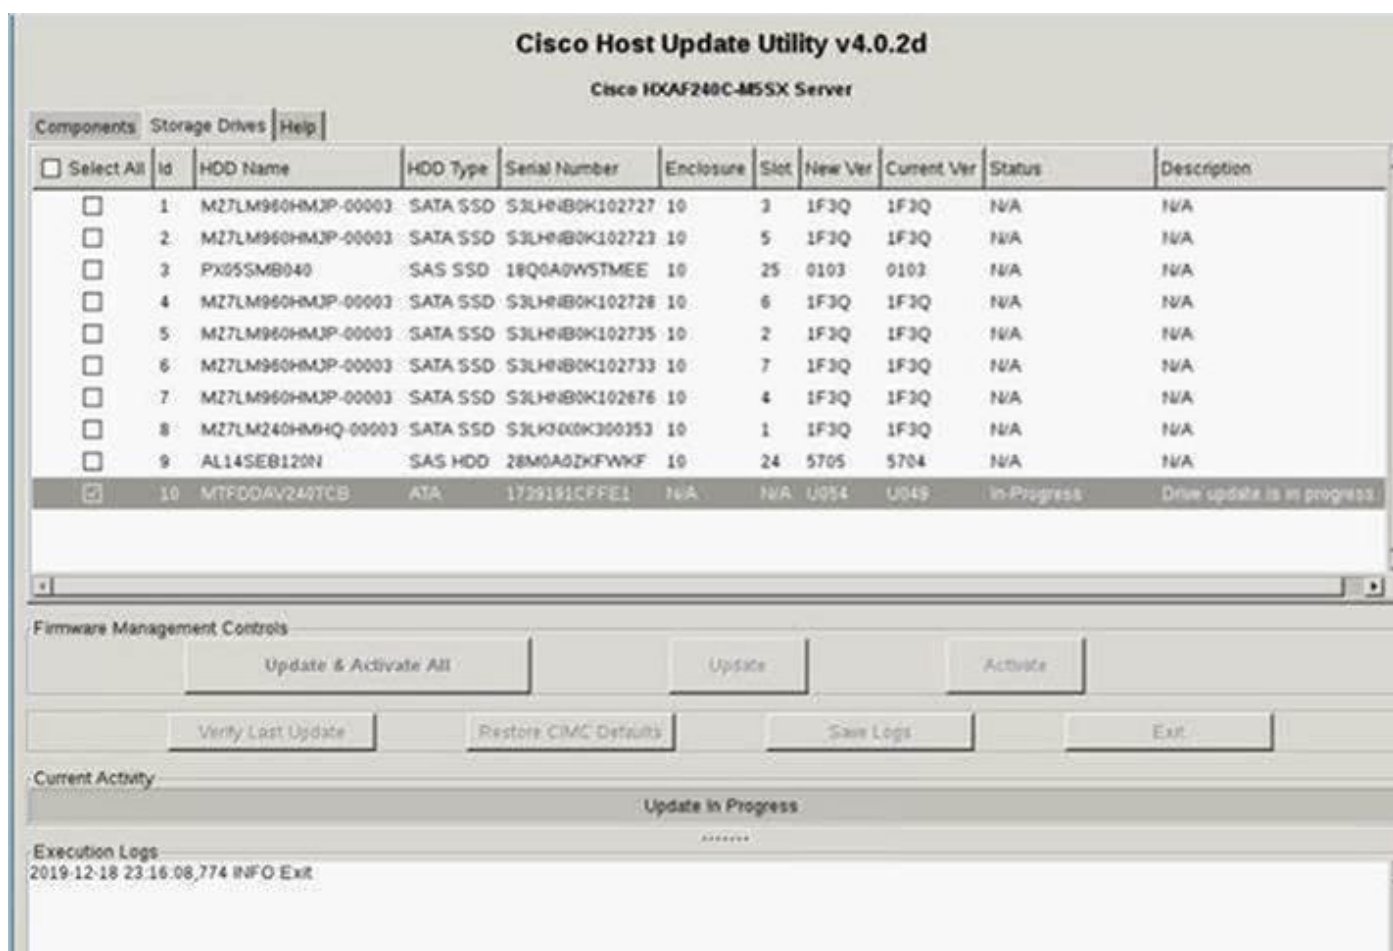 Cisco Host Update Utility v4.0.2d
Cisco HXAF240C-M5SX Server
Components Storage Drives Help
Select All Id HDD Name HDD Type Serial Number Enclosure Slot New Ver Current Ver Status Description
1 MZ7LM960HMJP-00003 SATA SSD S3LHNB0K102727 10 3 1F3Q 1F3Q N/A N/A
2 MZ7LM960HMJP-00003 SATA SSD S3LHNB0K102723 10 5 1F3Q 1F3Q N/A N/A
3 PX05SMB040 SAS SSD 18Q0A0W5TMEE 10 25 0103 0103 N/A N/A
4 MZ7LM960HMJP-00003 SATA SSD S3LHNB0K102728 10 6 1F3Q 1F3Q N/A N/A
5 MZ7LM960HMJP-00003 SATA SSD S3LHNB0K102735 10 2 1F3Q 1F3Q N/A N/A
6 MZ7LM960HMJP-00003 SATA SSD S3LHNB0K102733 10 7 1F3Q 1F3Q N/A N/A
7 MZ7LM960HMJP-00003 SATA SSD S3LHNB0K102676 10 4 1F3Q 1F3Q N/A N/A
8 MZ7LM240HMHQ-00003 SATA SSD S3LKNX0K300353 10 1 1F3Q 1F3Q N/A N/A
9 AL14SEB120N SAS HDD 28M0A0ZKFWKF 10 24 5705 5704 N/A N/A
10 MTFDDAV240TCB ATA 1739191CFFE1 N/A N/A U054 U049 In-Progress Drive update is in progress
Firmware Management Controls
Update & Activate All Update Activate
Verify Last Update Restore CIMC Defaults Save Logs Exit
Current Activity
Update In Progress
.......
Execution Logs
2019-12-18 23:16:08,774 INFO Exit